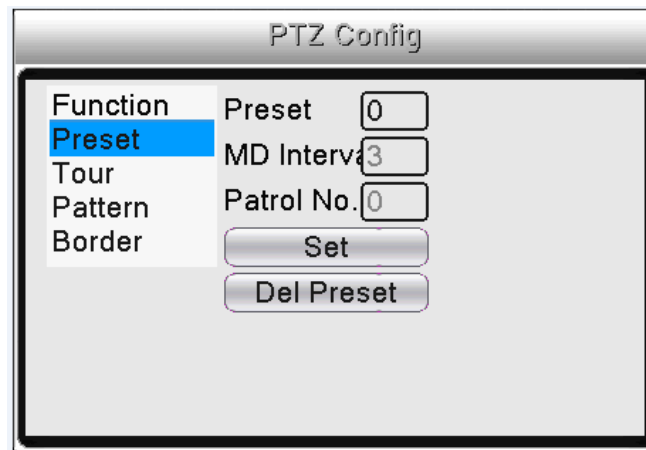 PTZ Config
Function
Preset
Tour
Pattern
Border
Preset 0
MD Interva 3
Patrol No. 0
Set
Del Preset